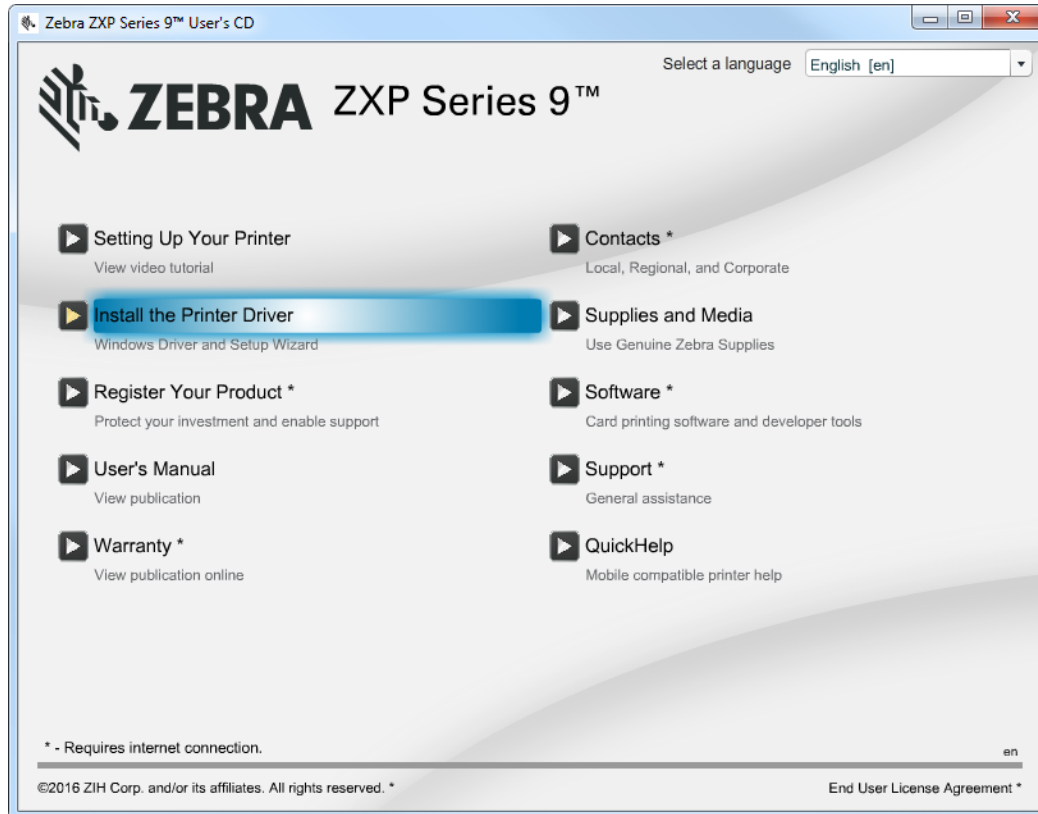 Zebra ZXP Series 9™ User's CD
Select a language English [en]
ZEBRA ZXP Series 9™
Setting Up Your Printer
View video tutorial
Install the Printer Driver
Windows Driver and Setup Wizard
Register Your Product *
Protect your investment and enable support
User's Manual
View publication
Warranty *
View publication online
Contacts *
Local, Regional, and Corporate
Supplies and Media
Use Genuine Zebra Supplies
Software *
Card printing software and developer tools
Support *
General assistance
QuickHelp
Mobile compatible printer help
* - Requires internet connection.
en
©2016 ZIH Corp. and/or its affiliates. All rights reserved. *
End User License Agreement *